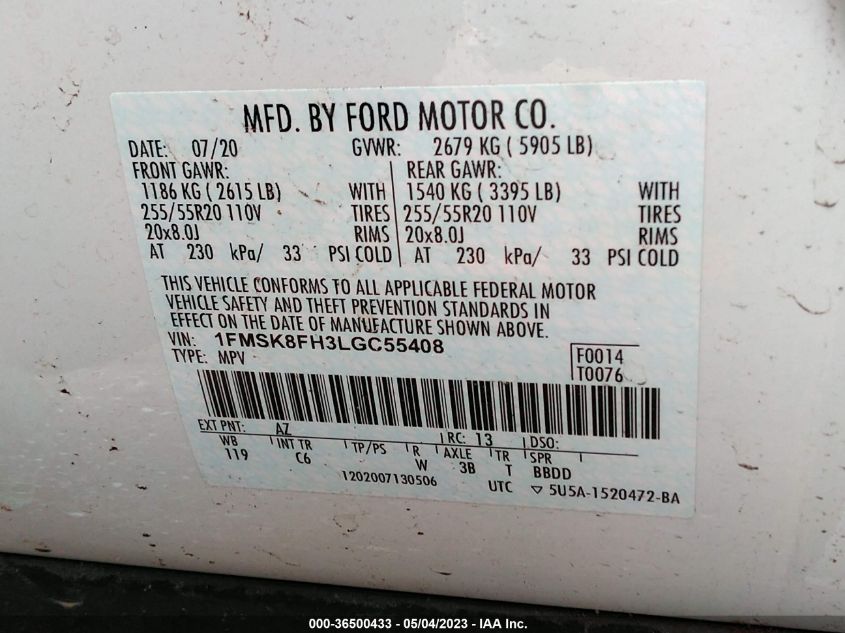 MFD. BY FORD MOTOR CO.
DATE: 07/20 GVWR: 2679 KG ( 5905 LB)
FRONT GAWR: REAR GAWR:
1186 KG ( 2615 LB) WITH 1540 KG ( 3395 LB) WITH
255/55R20 110V TIRES 255/55R20 110V TIRES
20x8.0J RIMS 20x8.0J RIMS
AT 230 kPa/ 33 PSI COLD AT 230 kPa/ 33 PSI COLD
THIS VEHICLE CONFORMS TO ALL APPLICABLE FEDERAL MOTOR
VEHICLE SAFETY AND THEFT PREVENTION STANDARDS IN
EFFECT ON THE DATE OF MANUFACTURE SHOWN ABOVE.
VIN: 1FMSK8FH3LGC55408
TYPE: MPV
F0014
T0076
EXT PNT: AZ RC: 13 DSO:
WB INT TR TP/PS R AXLE TR SPR
119 C6 W 3B T BBDD
1202007130506
UTC ▽ 5U5A-1520472-BA
000-36500433 - 05/04/2023 - IAA Inc.